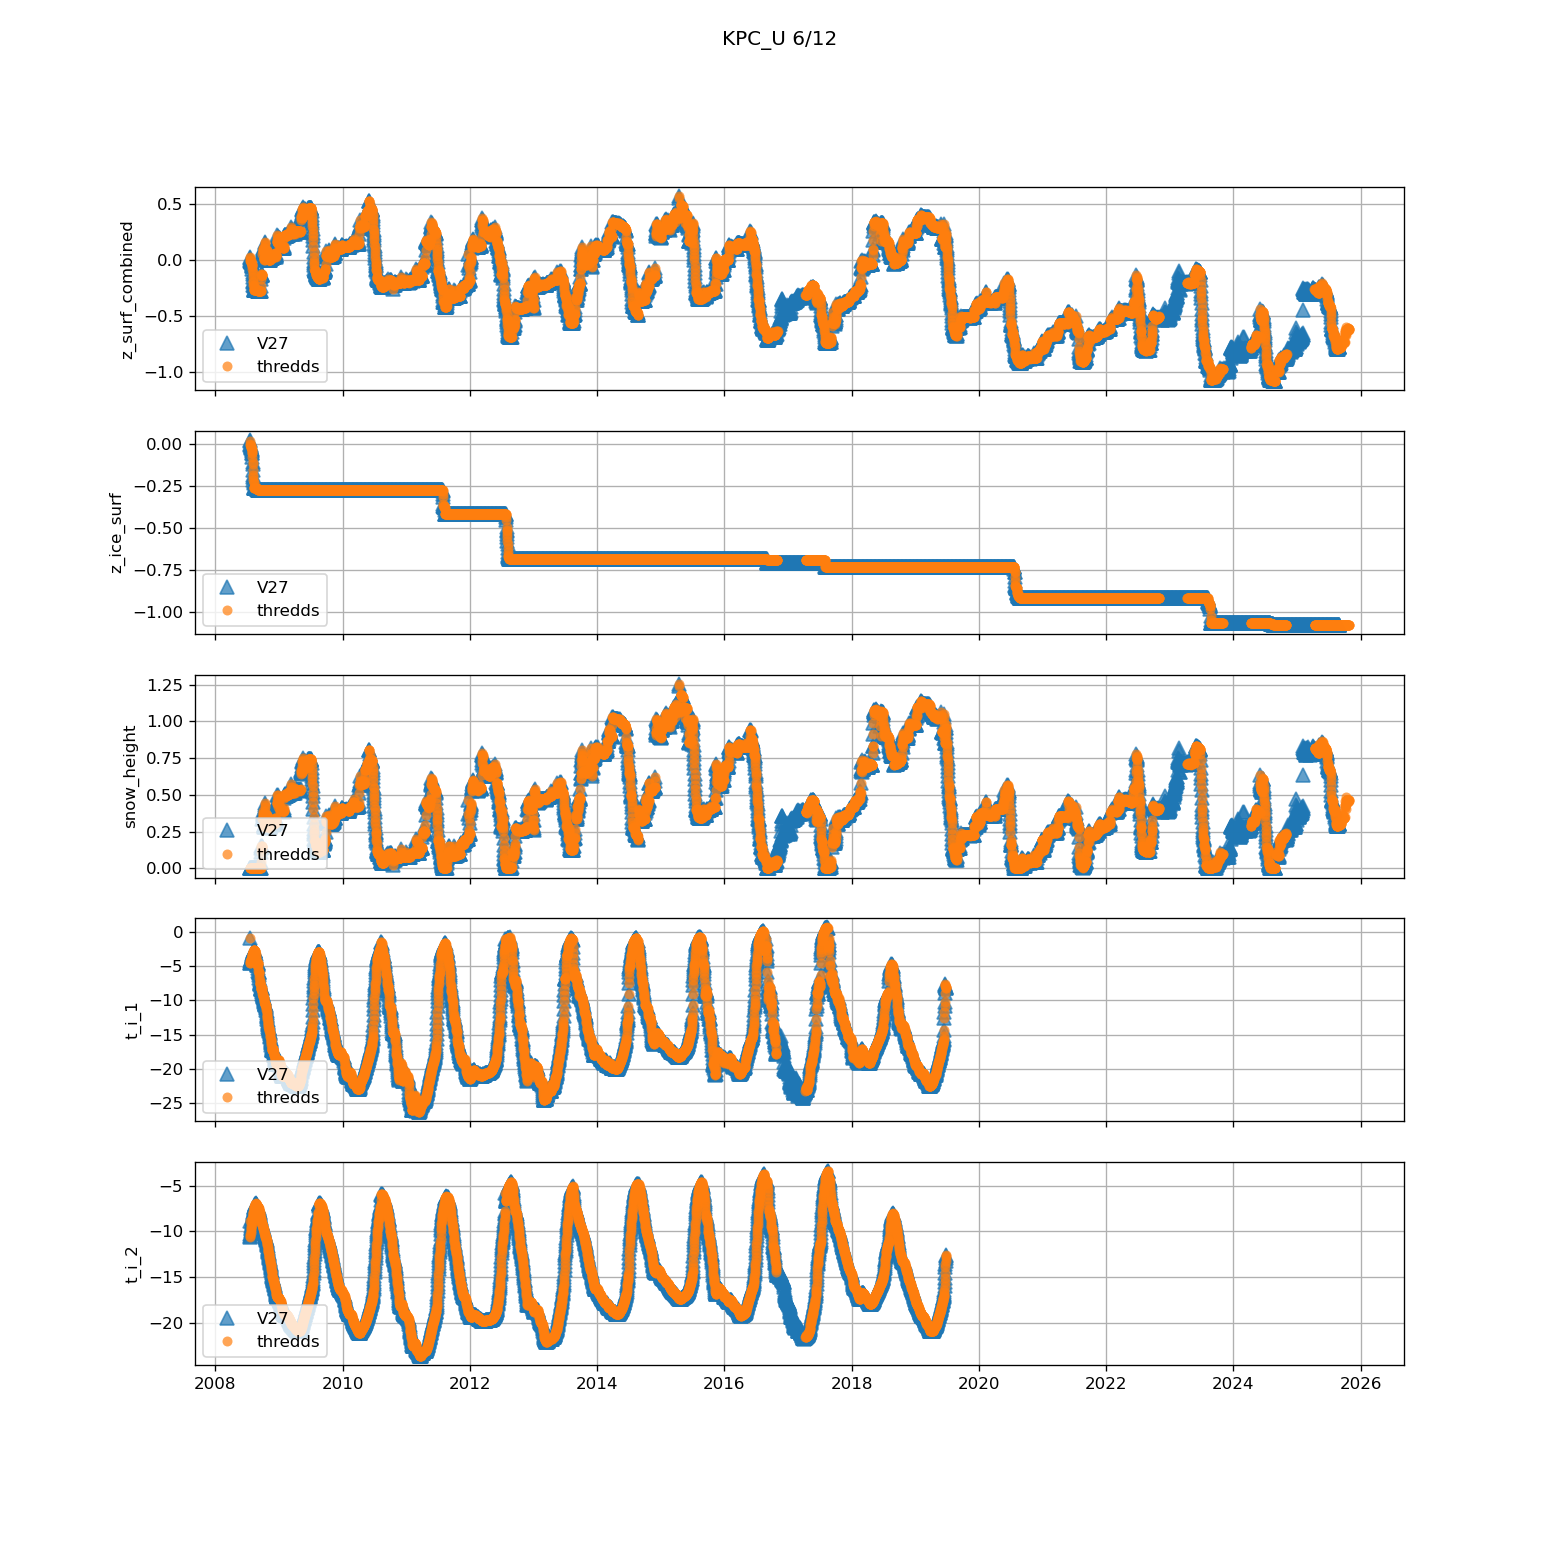 KPC_U 6/12
z_surf_combined
0.5
0.0
−0.5
−1.0
V27
thredds
z_ice_surf
0.00
−0.25
−0.50
−0.75
−1.00
V27
thredds
snow_height
1.25
1.00
0.75
0.50
0.25
0.00
V27
thredds
t_i_1
0
−5
−10
−15
−20
−25
V27
thredds
t_i_2
−5
−10
−15
−20
V27
thredds
2008 2010 2012 2014 2016 2018 2020 2022 2024 2026